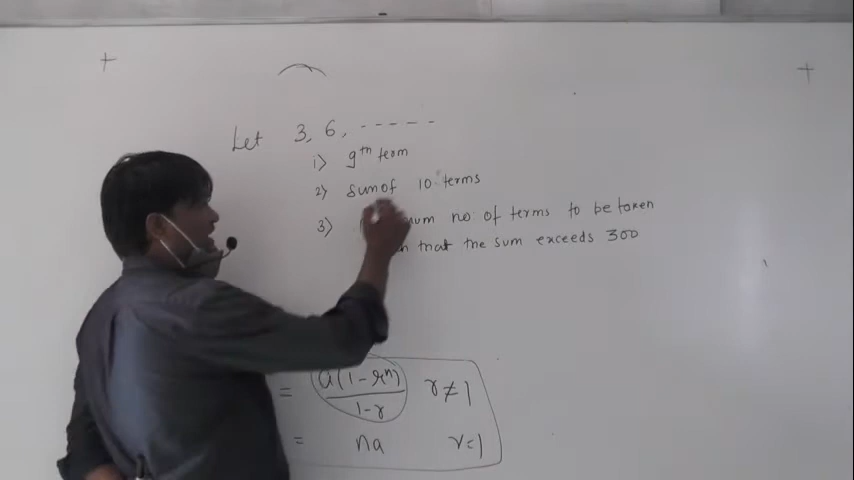 Let 3, 6, -----
1) 9th term
2) sum of 10 terms
3) no of terms to be taken
that the sum exceeds 300
= a(1-r^n)/1-r r≠1
= na r=1